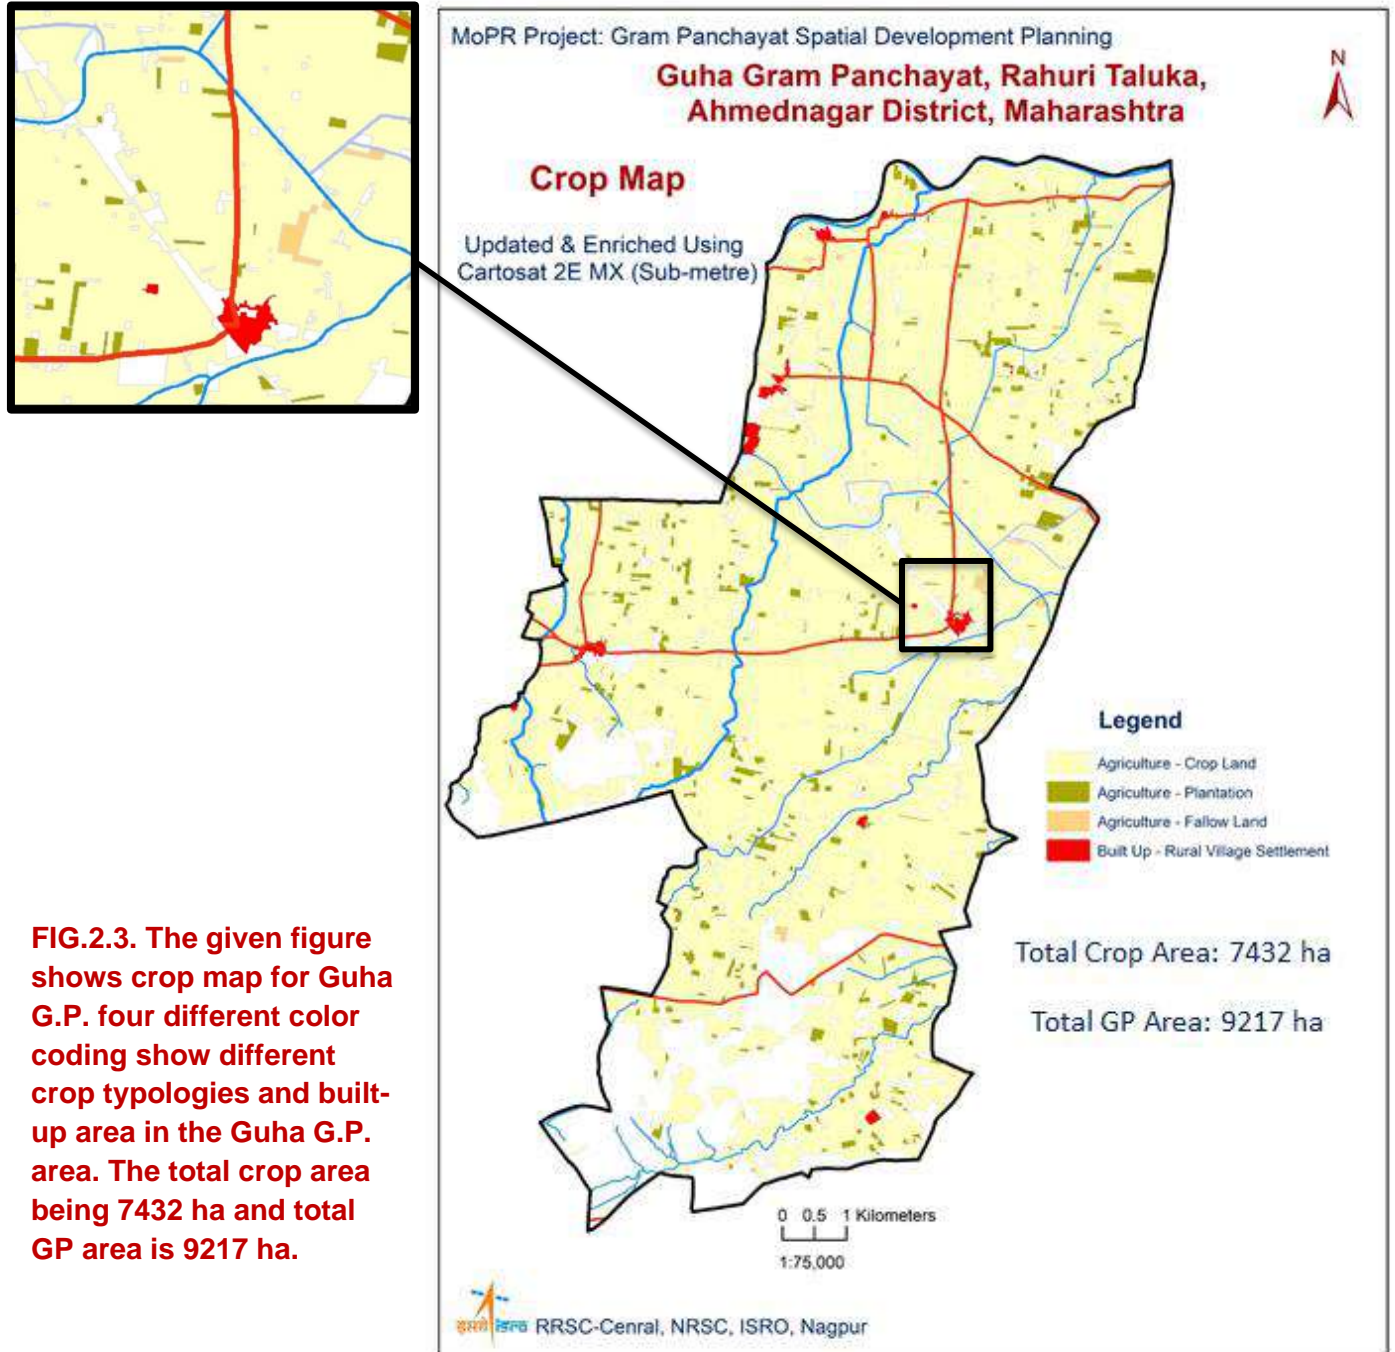 MoPR Project: Gram Panchayat Spatial Development Planning
Guha Gram Panchayat, Rahuri Taluka,
Ahmednagar District, Maharashtra
N
Crop Map
Updated & Enriched Using
Cartosat 2E MX (Sub-metre)
Legend
Agriculture - Crop Land
Agriculture - Plantation
Agriculture - Fallow Land
Built Up - Rural Village Settlement
Total Crop Area: 7432 ha
Total GP Area: 9217 ha
FIG.2.3. The given figure
shows crop map for Guha
G.P. four different color
coding show different
crop typologies and built-
up area in the Guha G.P.
area. The total crop area
being 7432 ha and total
GP area is 9217 ha.
0 0.5 1 Kilometers
1:75,000
इसरो isro RRSC-Cenral, NRSC, ISRO, Nagpur